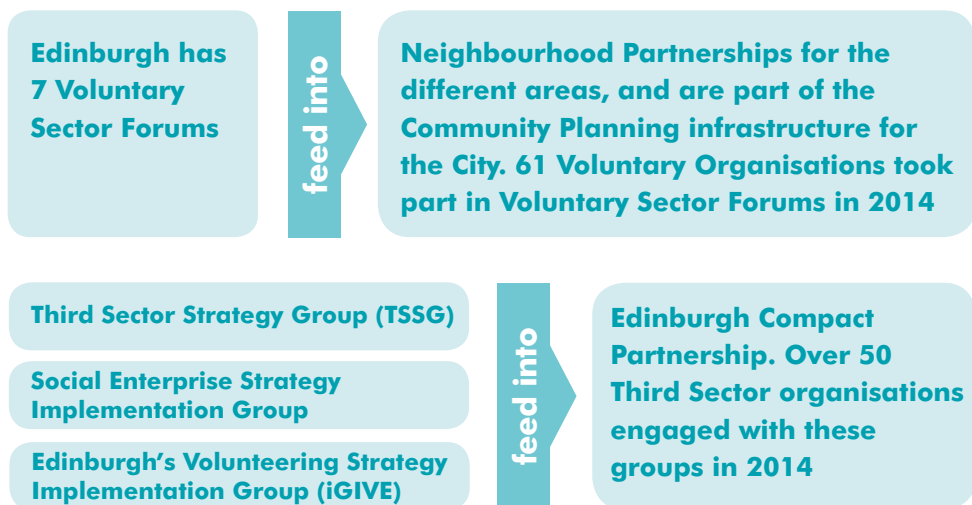 Edinburgh has
7 Voluntary
Sector Forums
feed into
Neighbourhood Partnerships for the
different areas, and are part of the
Community Planning infrastructure for
the City. 61 Voluntary Organisations took
part in Voluntary Sector Forums in 2014
Third Sector Strategy Group (TSSG)
Social Enterprise Strategy
Implementation Group
Edinburgh’s Volunteering Strategy
Implementation Group (iGIVE)
feed into
Edinburgh Compact
Partnership. Over 50
Third Sector organisations
engaged with these
groups in 2014